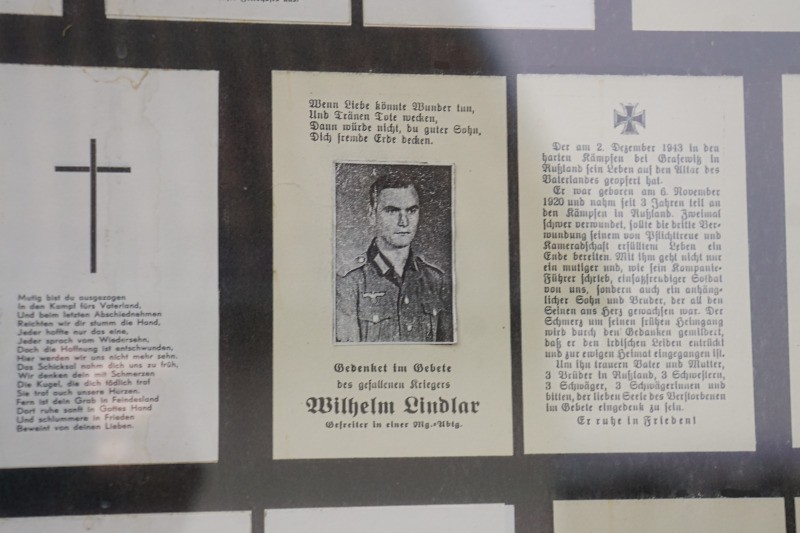 Mutig bist du ausgezogen
In den Kampf fürs Vaterland,
Und beim letzten Abschiednehmen
Reichten wir dir stumm die Hand,
Jeder hoffte nur das eine,
Jeder sprach vom Wiedersehn,
Doch die Hoffnung ist entschwunden,
Hier werden wir uns nicht mehr sehn.
Das Schicksal nahm dich uns zu früh,
Wir denken dein mit Schmerzen
Die Kugel, die dich tödlich traf
Sie traf auch unsere Herzen.
Fern ist dein Grab in Feindesland
Dort ruhe sanft in Gottes Hand
Und schlummere in Frieden
Beweint von deinen Lieben.
Wenn Liebe könnte Wunder tun,
Und Tränen Tote wecken,
Dann würde nicht, du guter Sohn,
Dich fremde Erde decken.
Gedenket im Gebete
des gefallenen Kriegers
Wilhelm Lindlar
Gefreiter in einer Mg.-Abtg.
Der am 2. Dezember 1943 in den
harten Kämpfen bei Grasewitz in
Rußland sein Leben auf den Altar des
Vaterlandes geopfert hat.
Er war geboren am 6. November
1920 und nahm seit 3 Jahren teil an
den Kämpfen in Rußland. Zweimal
schwer verwundet, sollte die dritte Ver-
wundung seinem von Pflichttreue und
Kameradschaft erfülltem Leben ein
Ende bereiten. Mit ihm geht nicht nur
ein mutiger und, wie sein Kompanie-
Führer schrieb, einsatzfreudiger Soldat
von uns, sondern auch ein anhäng-
licher Sohn und Bruder, der all den
Seinen ans Herz gewachsen war. Der
Schmerz um seinen frühen Heimgang
wird durch den Gedanken gemildert,
daß er den irdischen Leiden entrückt
und zur ewigen Heimat eingegangen ist.
Um ihn trauern Vater und Mutter,
3 Brüder in Rußland, 3 Schwestern,
3 Schwäger, 3 Schwägerinnen und
bitten, der lieben Seele des Verstorbenen
im Gebete eingedenk zu sein.
Er ruhe in Frieden!